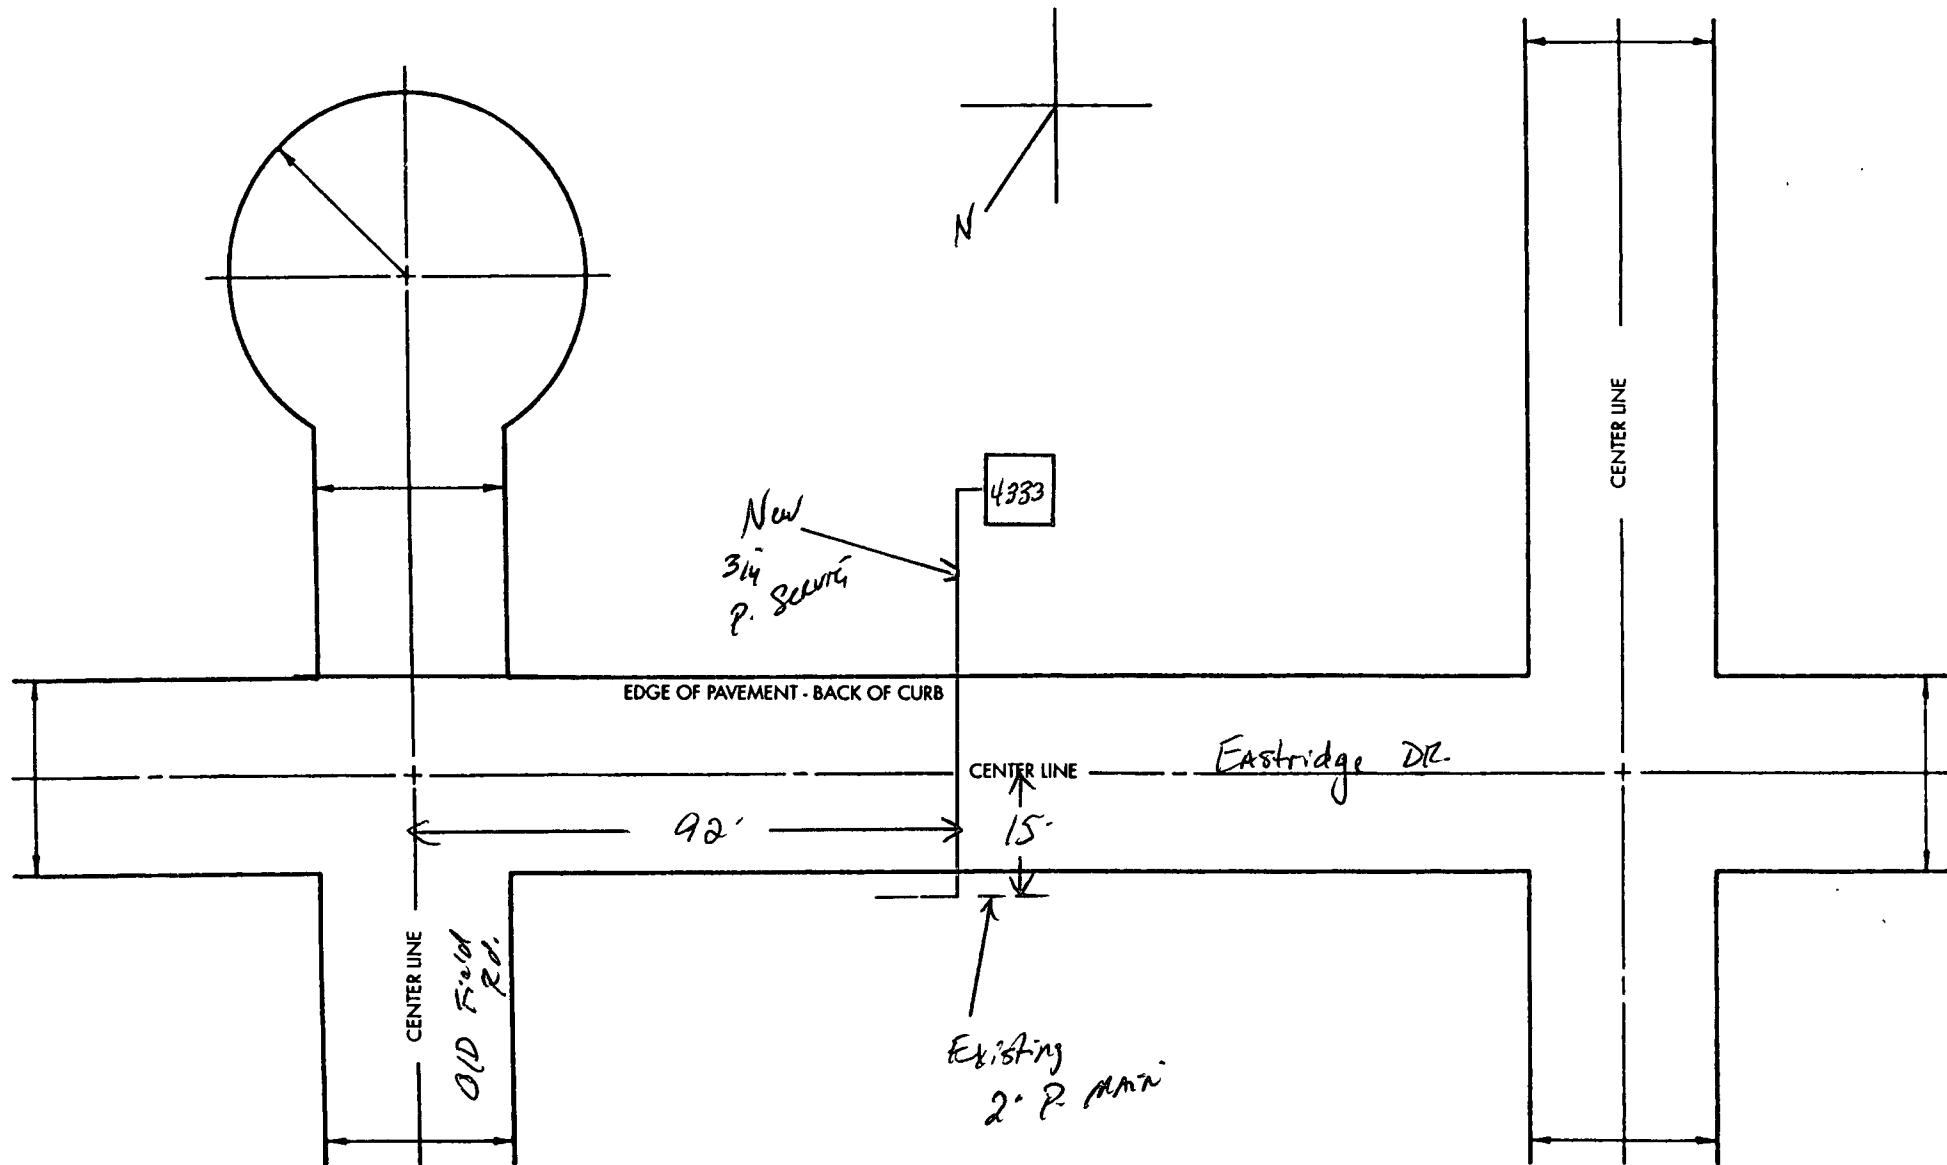 N
CENTER LINE
4333
New
3/4"
P. Service
EDGE OF PAVEMENT - BACK OF CURB
CENTER LINE
Eastridge DR.
92'
15'
CENTER LINE
OLD Field
Rd.
Existing
2" P. MAIN